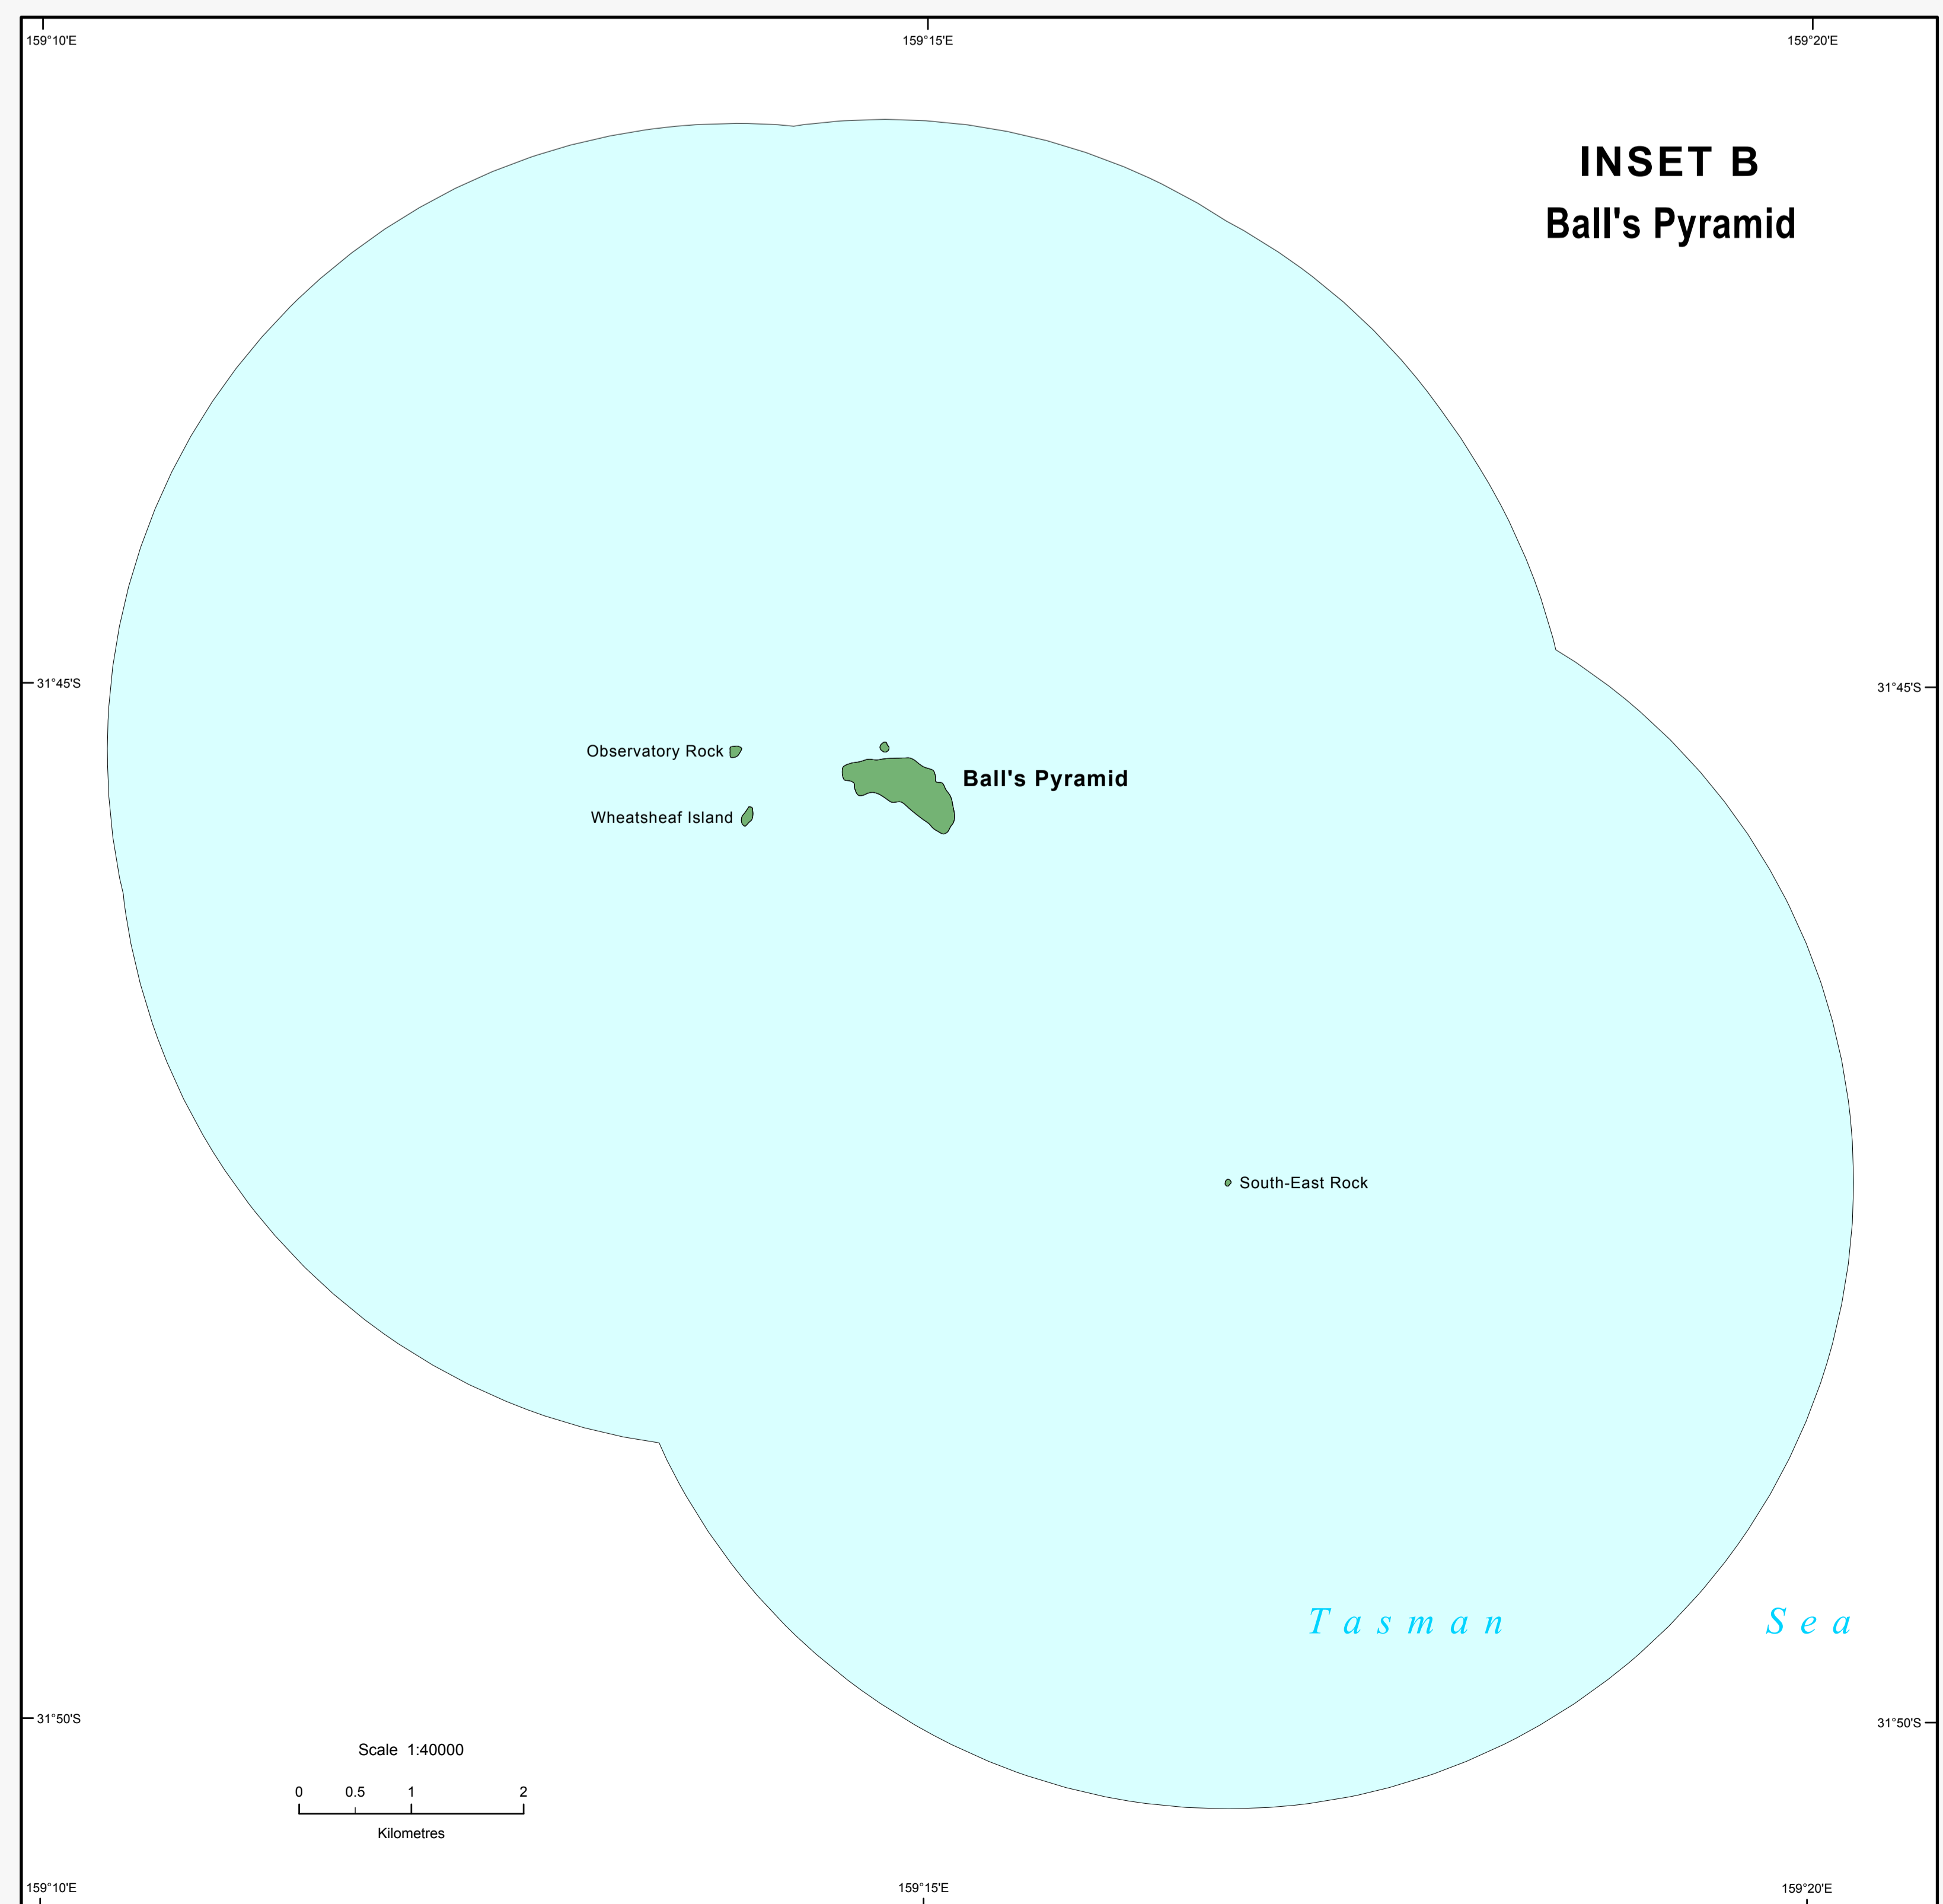 159°10'E
159°15'E
159°20'E
INSET B
Ball's Pyramid
31°45'S
31°45'S
Observatory Rock
Ball's Pyramid
Wheatsheaf Island
South-East Rock
Tasman Sea
31°50'S
31°50'S
Scale 1:40000
0 0.5 1 2
Kilometres
159°10'E
159°15'E
159°20'E